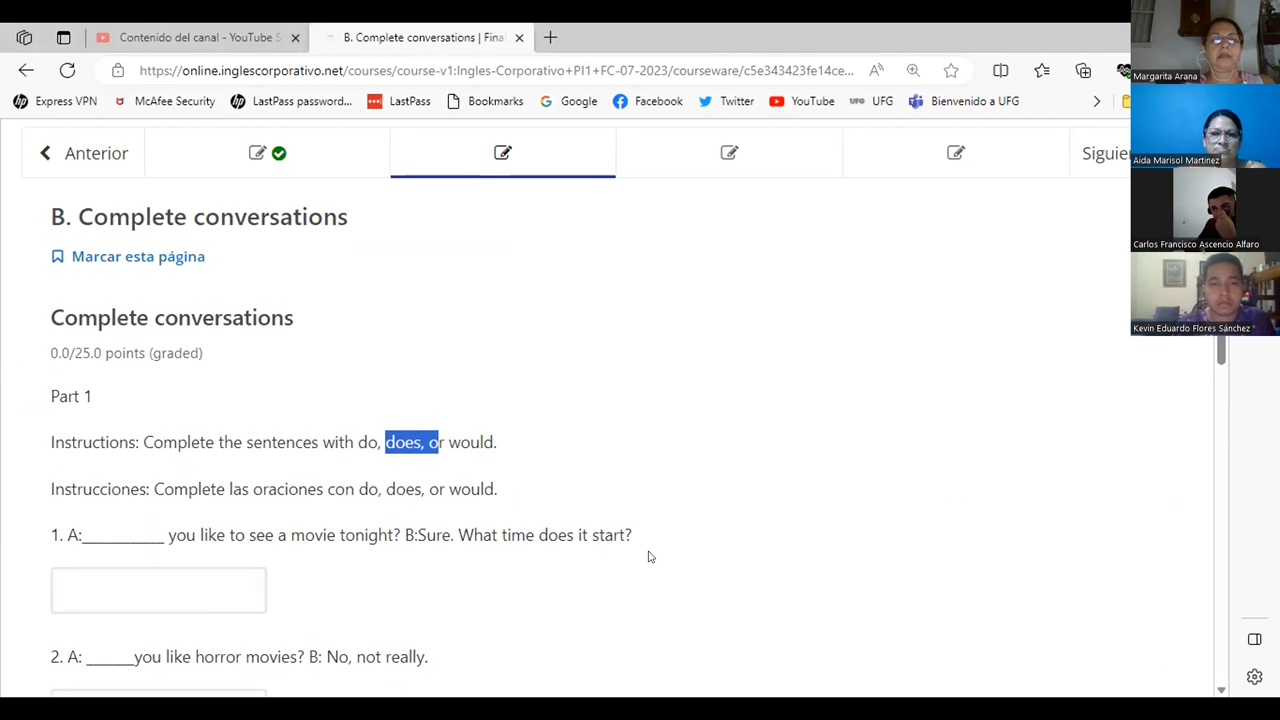 Contenido del canal - YouTube S
B. Complete conversations | Fina
https://online.inglescorporativo.net/courses/course-v1:Ingles-Corporativo+PI1+FC-07-2023/courseware/c5e343423fe14ce...
Express VPN
McAfee Security
LastPass password...
LastPass
Bookmarks
Google
Facebook
Twitter
YouTube
UFG
Bienvenido a UFG
Anterior
Siguien
B. Complete conversations
Marcar esta página
Complete conversations
0.0/25.0 points (graded)
Part 1
Instructions: Complete the sentences with do, does, or would.
Instrucciones: Complete las oraciones con do, does, or would.
1. A:___________ you like to see a movie tonight? B:Sure. What time does it start?
2. A: ______you like horror movies? B: No, not really.
Margarita Arana
Aida Marisol Martinez
Carlos Francisco Ascencio Alfaro
Kevin Eduardo Flores Sánchez